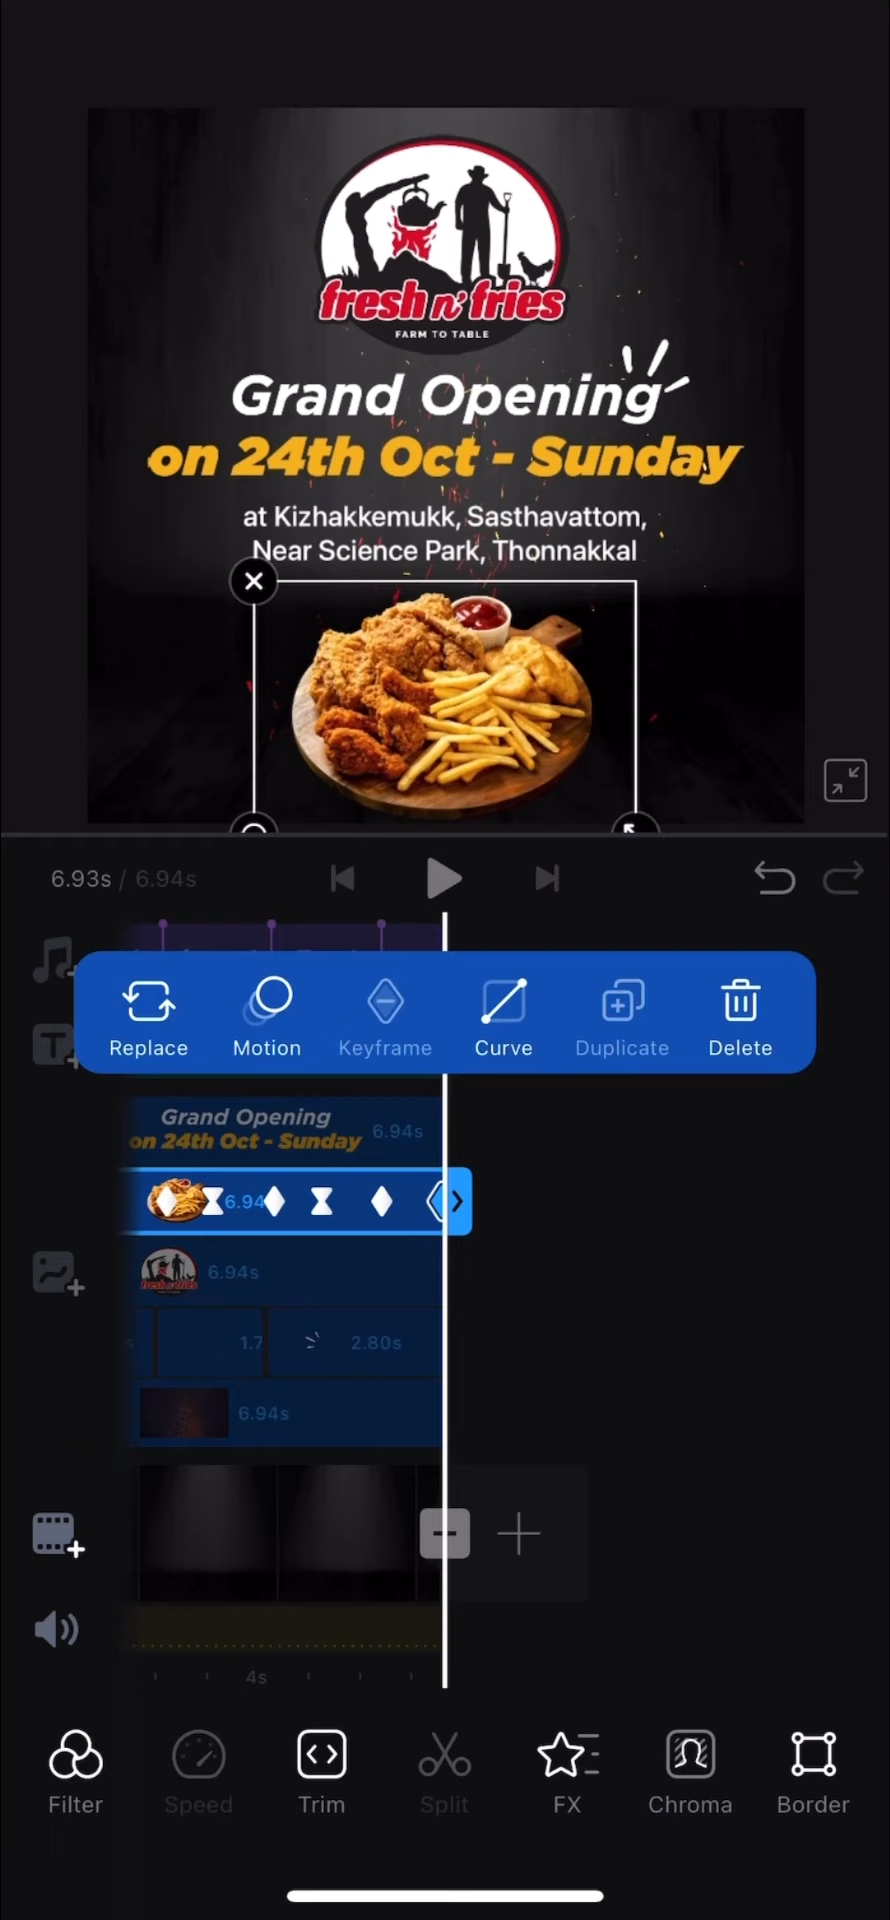 fresh n' fries
FARM TO TABLE
Grand Opening
on 24th Oct - Sunday
at Kizhakkemukk, Sasthavattom,
Near Science Park, Thonnakkal
6.93s / 6.94s
Replace Motion Keyframe Curve Duplicate Delete
Grand Opening
on 24th Oct - Sunday
6.94s
6.94
fresh n' fries
6.94s
1.7
2.80s
6.94s
4s
Filter Speed Trim Split FX Chroma Border